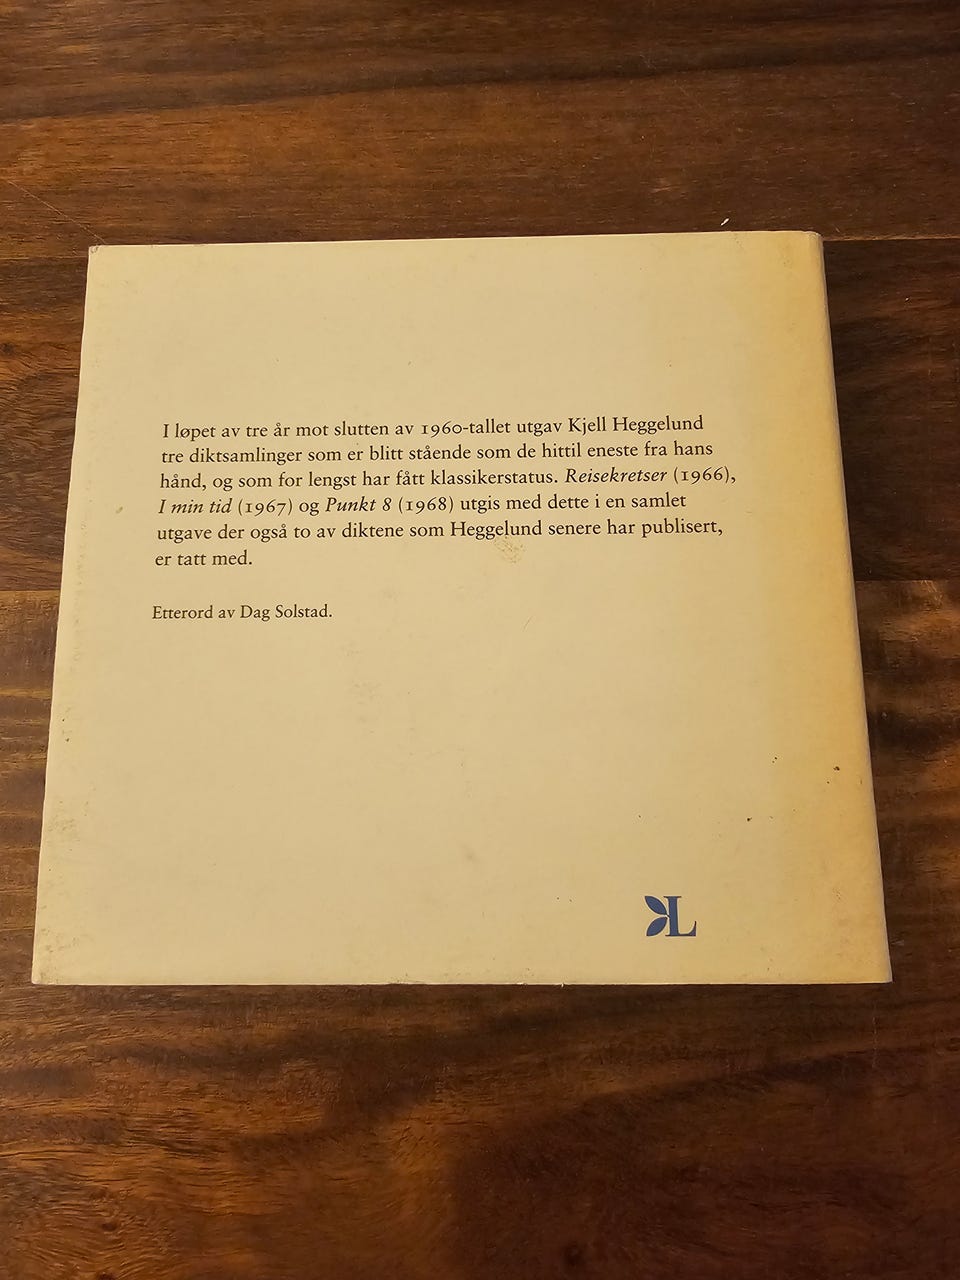 I løpet av tre år mot slutten av 1960-tallet utgav Kjell Heggelund
tre diktsamlinger som er blitt stående som de hittil eneste fra hans
hånd, og som for lengst har fått klassikerstatus. Reisekretser (1966),
I min tid (1967) og Punkt 8 (1968) utgis med dette i en samlet
utgave der også to av diktene som Heggelund senere har publisert,
er tatt med.
Etterord av Dag Solstad.
L